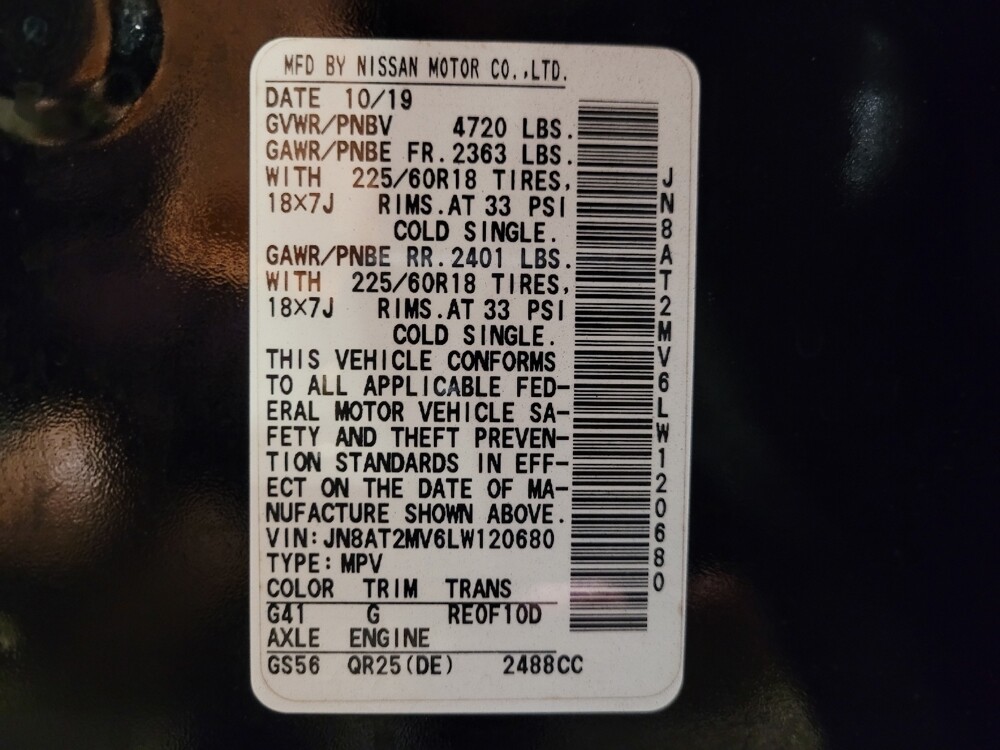 MFD BY NISSAN MOTOR CO.,LTD.
DATE 10/19
GVWR/PNBV 4720 LBS.
GAWR/PNBE FR.2363 LBS.
WITH 225/60R18 TIRES,
18×7J RIMS.AT 33 PSI
COLD SINGLE.
GAWR/PNBE RR.2401 LBS.
WITH 225/60R18 TIRES,
18×7J RIMS.AT 33 PSI
COLD SINGLE.
THIS VEHICLE CONFORMS
TO ALL APPLICABLE FED-
ERAL MOTOR VEHICLE SA-
FETY AND THEFT PREVEN-
TION STANDARDS IN EFF-
ECT ON THE DATE OF MA-
NUFACTURE SHOWN ABOVE.
VIN:JN8AT2MV6LW120680
TYPE:MPV
COLOR TRIM TRANS
G41 G RE0F10D
AXLE ENGINE
GS56 QR25(DE) 2488CC
JN8AT2MV6LW120680